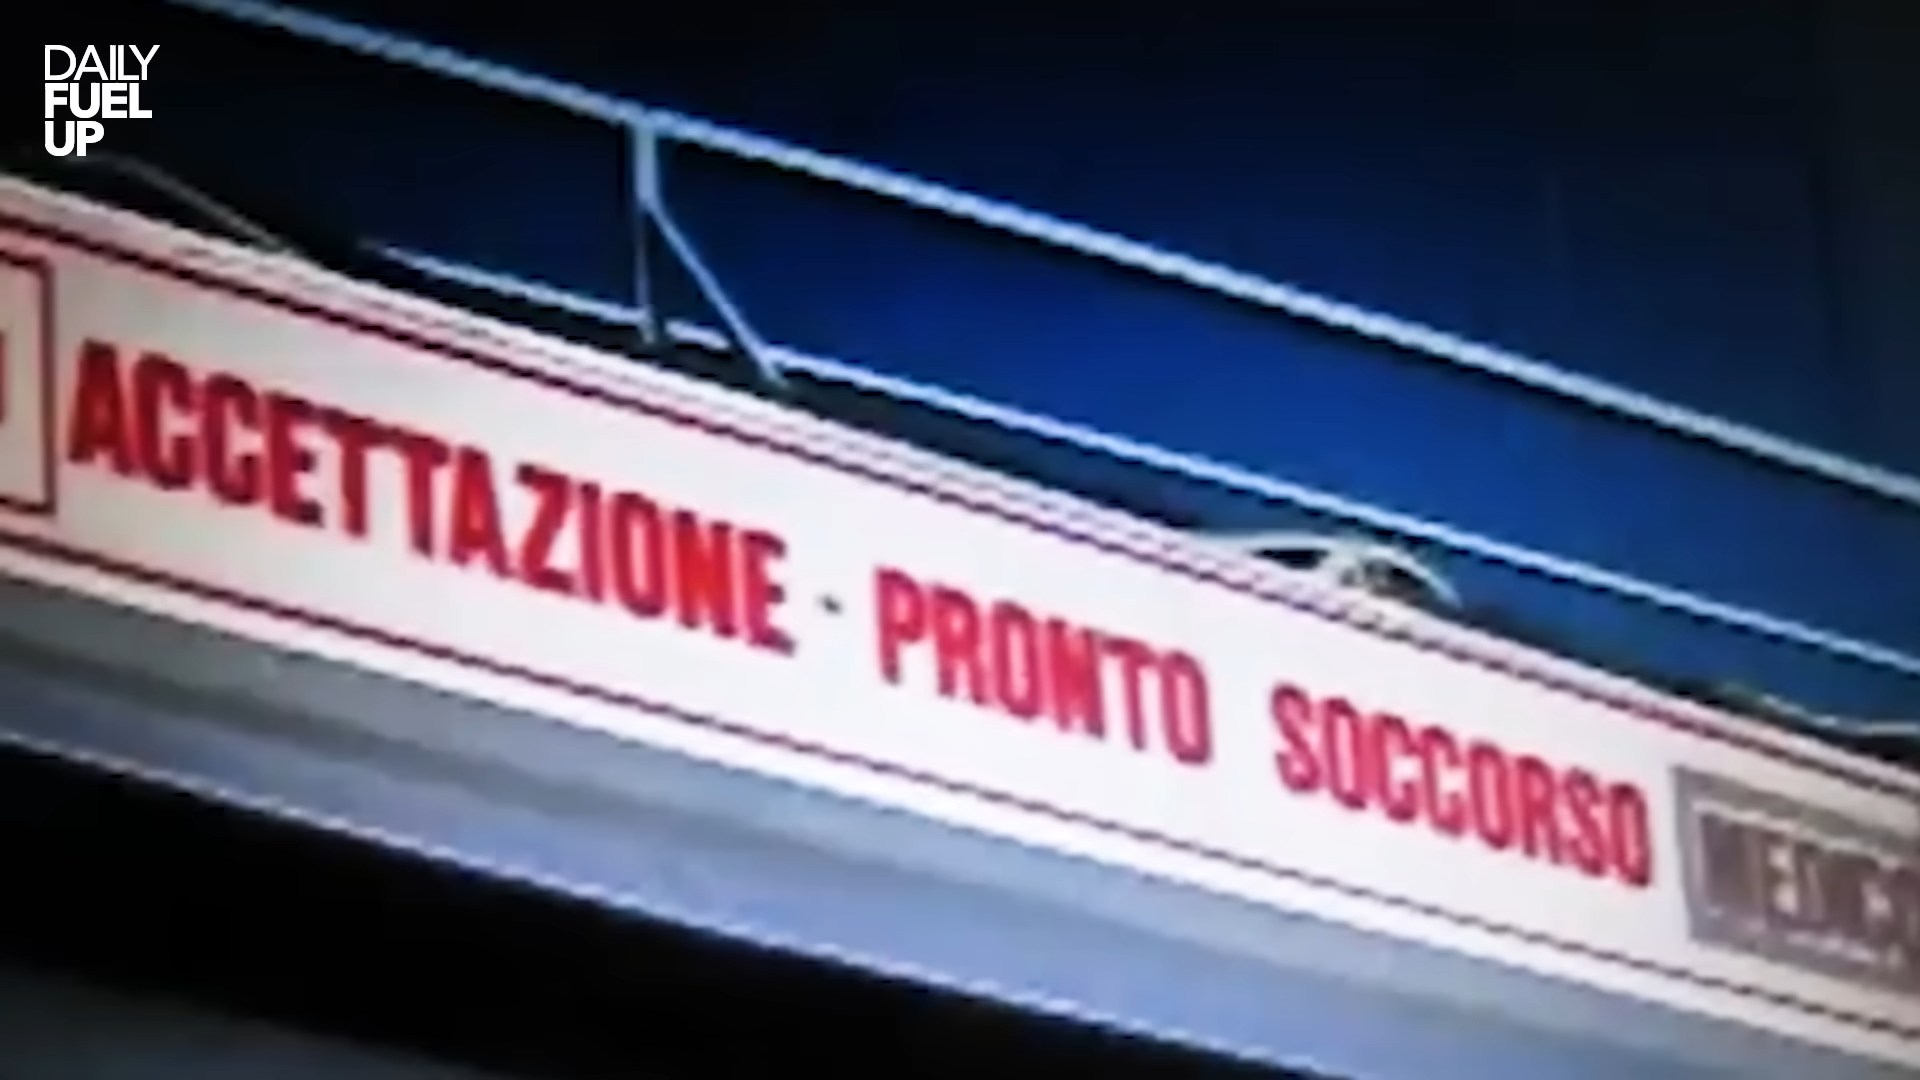 DAILY
FUEL
UP
ACCETTAZIONE · PRONTO SOCCORSO